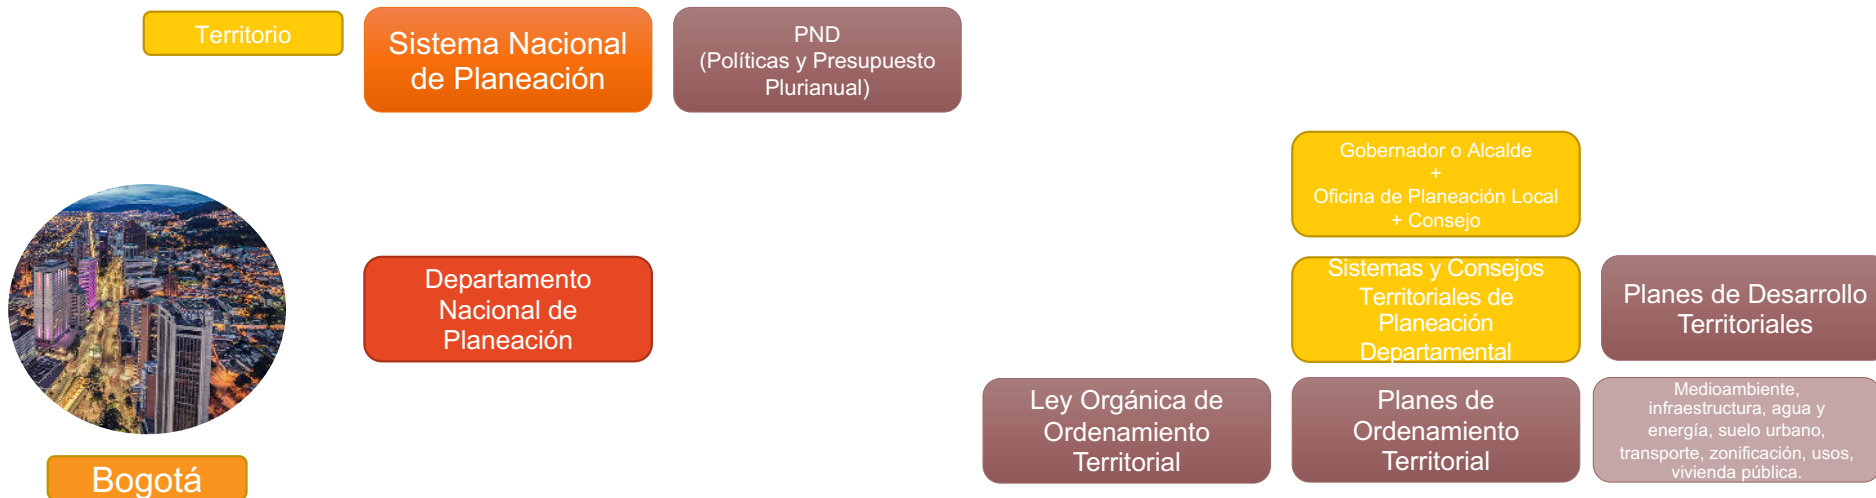 Territorio
Sistema Nacional
de Planeación
PND
(Políticas y Presupuesto
Plurianual)
Gobernador o Alcalde
+
Oficina de Planeación Local
+ Consejo
Departamento
Nacional de
Planeación
Sistemas y Consejos
Territoriales de
Planeación
Departamental
Planes de Desarrollo
Territoriales
Ley Orgánica de
Ordenamiento
Territorial
Planes de
Ordenamiento
Territorial
Medioambiente,
infraestructura, agua y
energía, suelo urbano,
transporte, zonificación, usos,
vivienda pública.
Bogotá